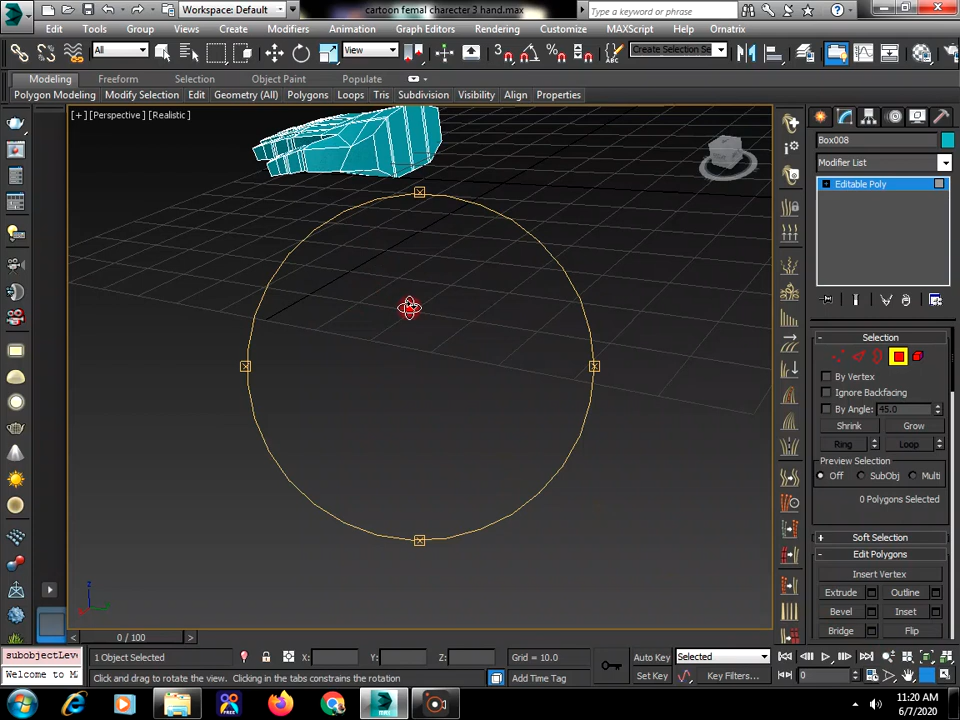 Workspace: Default
cartoon femal charecter 3 hand.max
Type a keyword or phrase
Edit Tools Group Views Create Modifiers Animation Graph Editors Rendering Customize MAXScript Help Ornatrix
All
View
Create Selection Se
Modeling Freeform Selection Object Paint Populate
Polygon Modeling Modify Selection Edit Geometry (All) Polygons Loops Tris Subdivision Visibility Align Properties
[+] [Perspective] [Realistic]
Box008
Modifier List
Editable Poly
Selection
By Vertex
Ignore Backfacing
By Angle: 45.0
Shrink Grow
Ring Loop
Preview Selection
Off SubObj Multi
0 Polygons Selected
Soft Selection
Edit Polygons
Insert Vertex
Extrude Outline
Bevel Inset
Bridge Flip
0 / 100
subobjectLeve
1 Object Selected
X: Y: Z:
Grid = 10.0
Auto Key Selected
Welcome to M
Click and drag to rotate the view. Clicking in the tabs constrains the rotation
Add Time Tag
Set Key Key Filters...
0
FREE
11:20 AM
6/7/2020